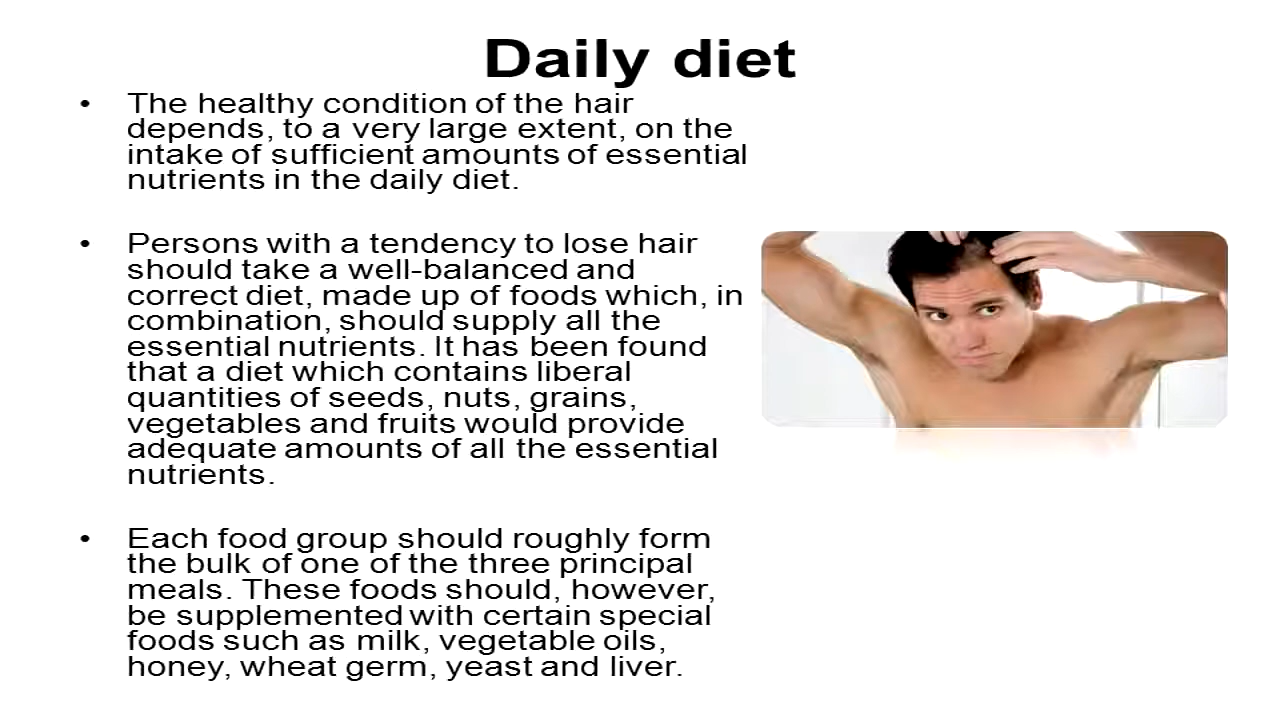 Daily diet
• The healthy condition of the hair
depends, to a very large extent, on the
intake of sufficient amounts of essential
nutrients in the daily diet.
• Persons with a tendency to lose hair
should take a well-balanced and
correct diet, made up of foods which, in
combination, should supply all the
essential nutrients. It has been found
that a diet which contains liberal
quantities of seeds, nuts, grains,
vegetables and fruits would provide
adequate amounts of all the essential
nutrients.
• Each food group should roughly form
the bulk of one of the three principal
meals. These foods should, however,
be supplemented with certain special
foods such as milk, vegetable oils,
honey, wheat germ, yeast and liver.